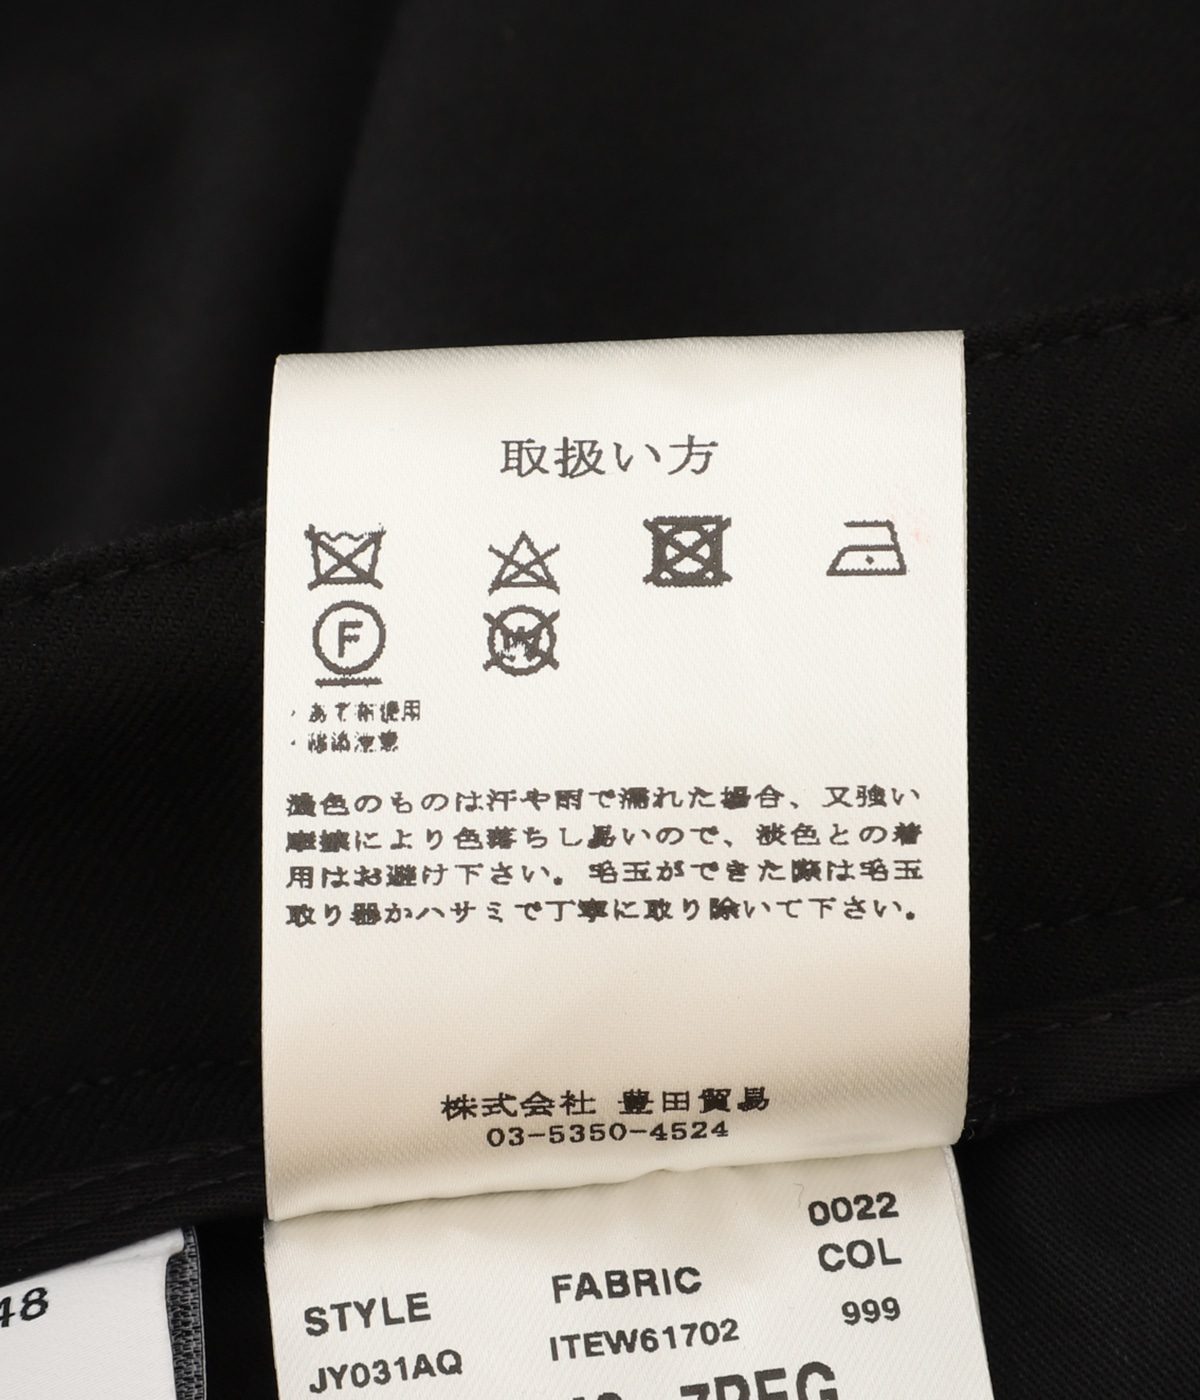 取扱い方
F
W
・あて布使用
淡色のものは汗や雨で濡れた場合、又強い
摩擦により色落ちし易いので、淡色との着
用はお避け下さい。毛玉ができた際は毛玉
取り器かハサミで丁寧に取り除いて下さい。
株式会社 豊田貿易
03-5350-4524
0022
STYLE FABRIC COL
JY031AQ ITEW61702 999
48